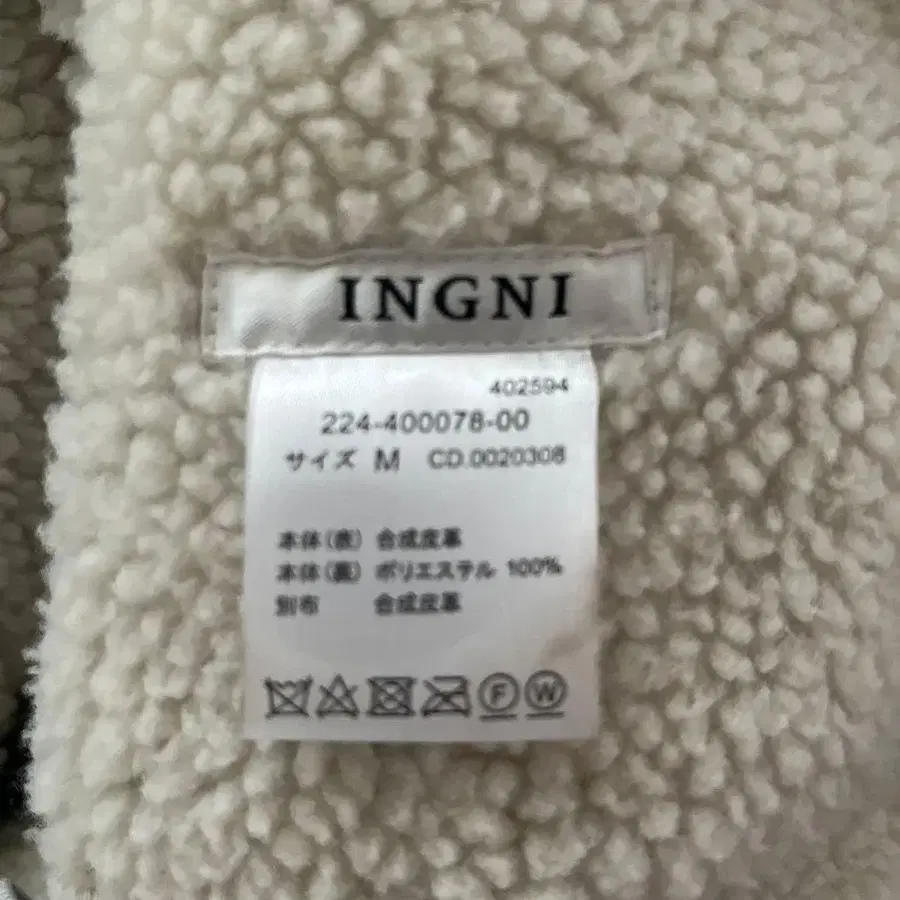 INGNI
402594
224-400078-00
サイズ M CD.0020308
本体(表) 合成皮革
本体(裏) ポリエステル 100%
別布 合成皮革
F W